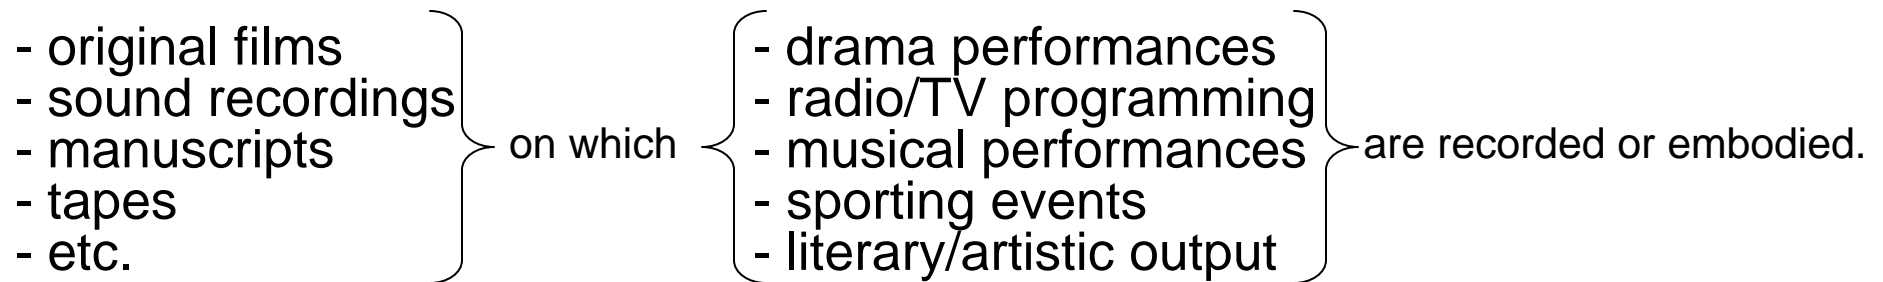 - original films
- sound recordings
- manuscripts
- tapes
- etc.
on which
- drama performances
- radio/TV programming
- musical performances
- sporting events
- literary/artistic output
are recorded or embodied.